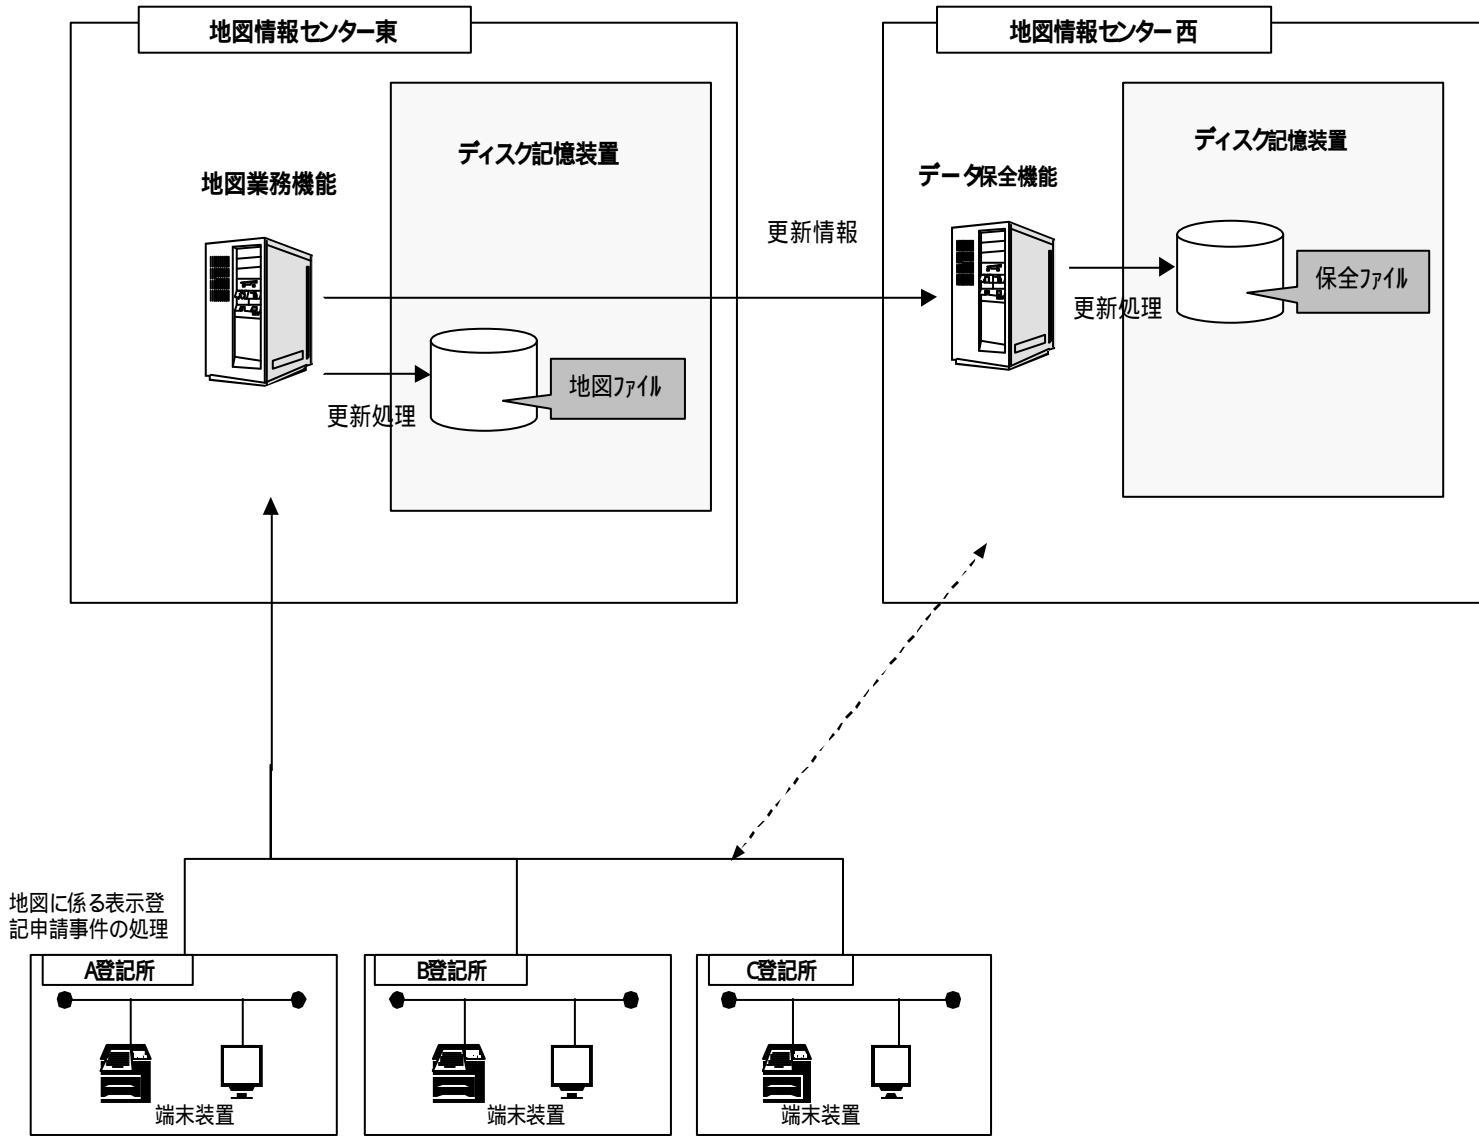 地図情報センター東
地図情報センター西
ディスク記憶装置
地図業務機能
更新情報
更新処理
地図ファイル
ディスク記憶装置
データ保全機能
更新処理
保全ファイル
地図に係る表示登
記申請事件の処理
A登記所
端末装置
B登記所
端末装置
C登記所
端末装置